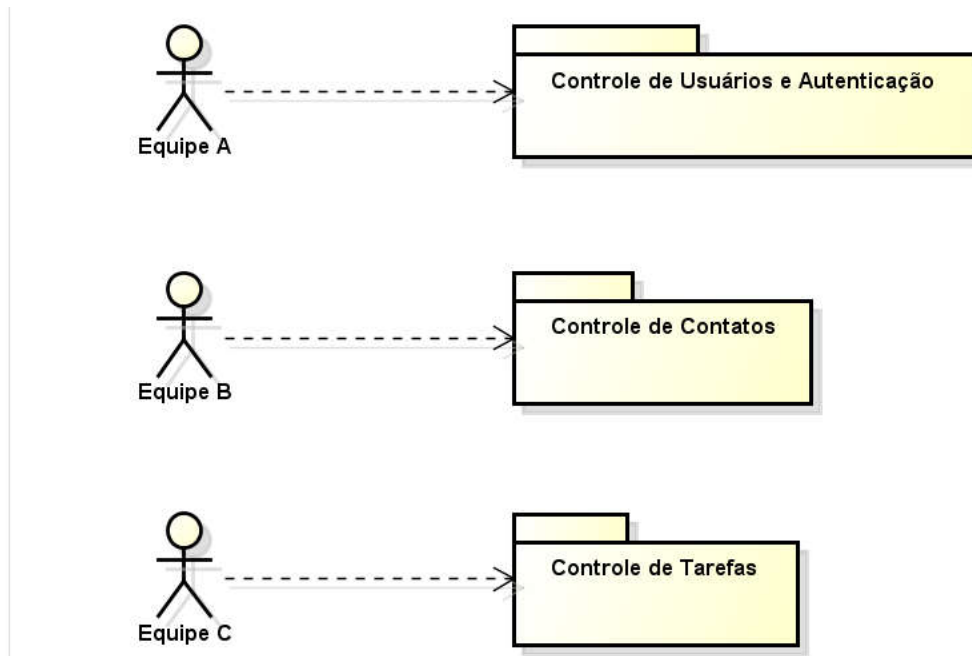 Controle de Usuários e Autenticação
Equipe A
Controle de Contatos
Equipe B
Controle de Tarefas
Equipe C